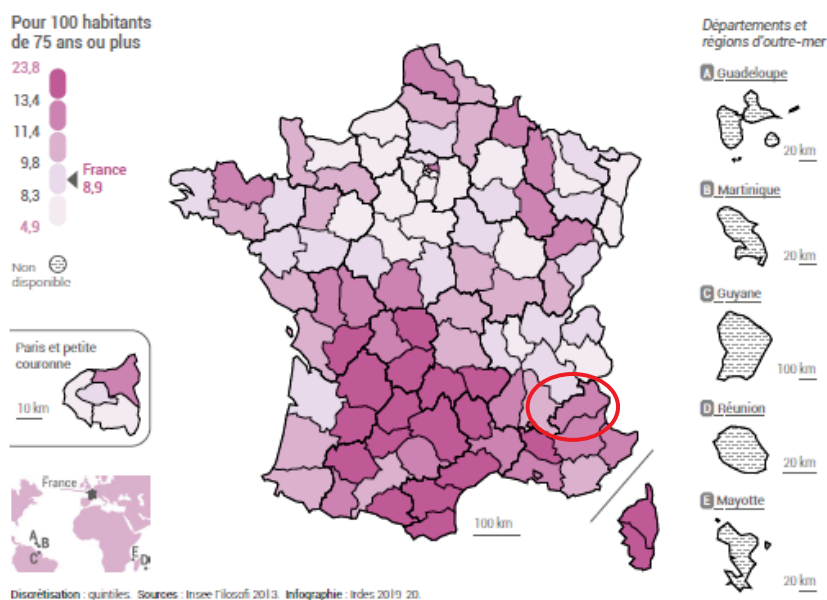 Pour 100 habitants
de 75 ans ou plus
23,8
13,4
11,4
9,8
8,3
4,9
France
8,9
Non
disponible
Paris et petite
couronne
10 km
France
A
B
C
E
D
100 km
Départements et
régions d'outre-mer
A Guadeloupe
20 km
B Martinique
20 km
C Guyane
100 km
D Réunion
20 km
E Mayotte
20 km
Discrétisation : quintiles. Sources : Insee Filosofi 2013. Infographie : Irdes 2019 20.